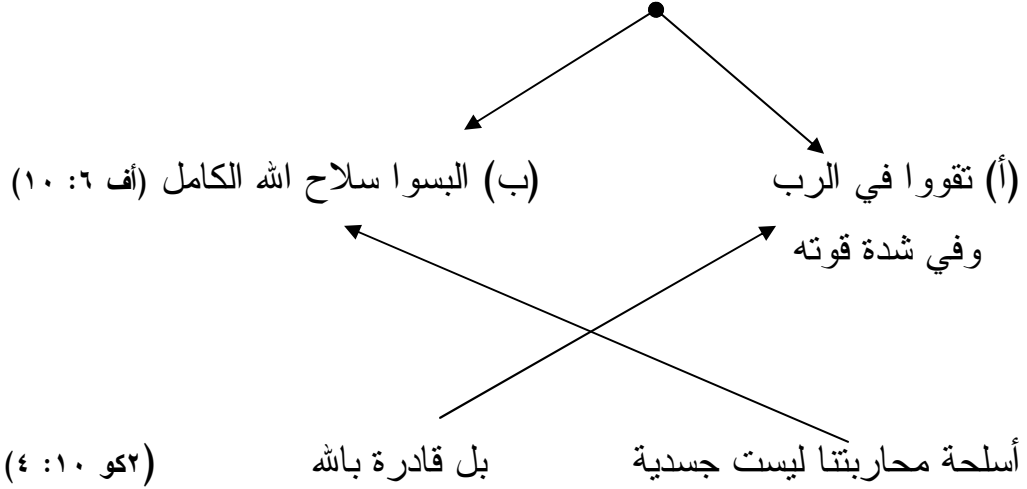 (أ) تقووا في الرب (ب) البسوا سلاح الله الكامل (أف ٦: ١٠)
وفي شدة قوته
أسلحة محاربتنا ليست جسدية بل قادرة بالله (٢كو ١٠: ٤)